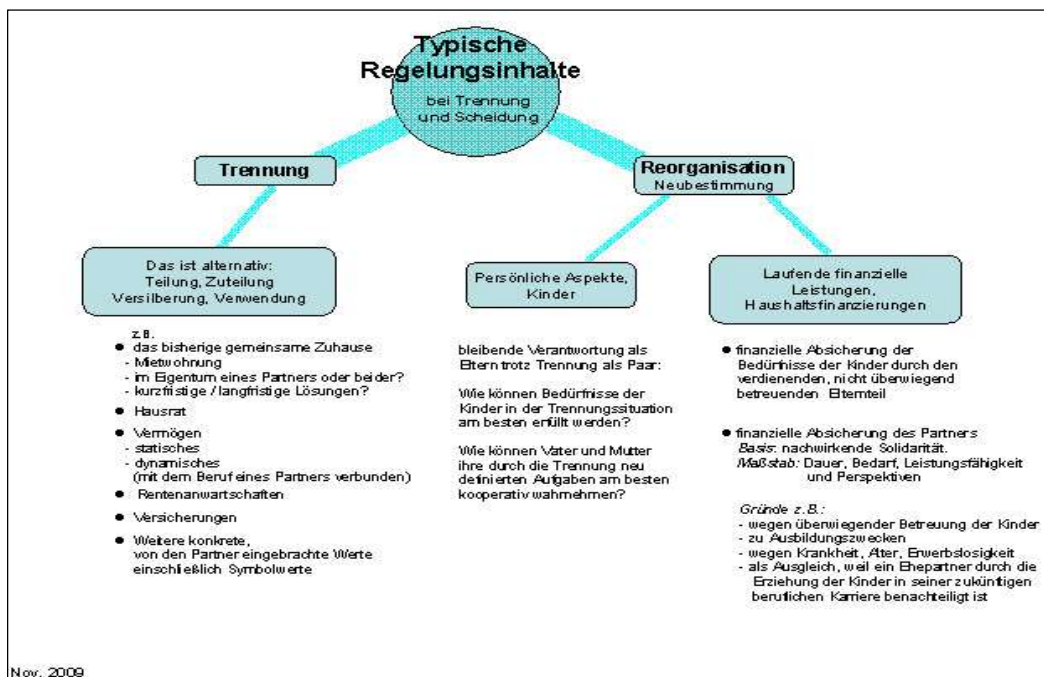 Typische
Regelungsinhalte
bei Trennung
und Scheidung
Trennung
Reorganisation
Neubestimmung
Das ist alternativ:
Teilung, Zuteilung
Versilberung, Verwendung
Persönliche Aspekte,
Kinder
Laufende finanzielle
Leistungen,
Haushaltsfinanzierungen
z.B.
● das bisherige gemeinsame Zuhause
- Mietwohnung
- im Eigentum eines Partners oder beider?
- kurzfristige / langfristige Lösungen?
● Hausrat
● Vermögen
- statisches
- dynamisches
(mit dem Beruf eines Partners verbunden)
● Rentenanwartschaften
● Versicherungen
● Weitere konkrete,
von den Partner eingebrachte Werte
einschließlich Symbolwerte
bleibende Verantwortung als
Eltern trotz Trennung als Paar:
Wie können Bedürfnisse der
Kinder in der Trennungssituation
am besten erfüllt werden?
Wie können Vater und Mutter
ihre durch die Trennung neu
definierten Aufgaben am besten
kooperativ wahrnehmen?
● finanzielle Absicherung der
Bedürfnisse der Kinder durch den
verdienenden, nicht überwiegend
betreuenden Elternteil
● finanzielle Absicherung des Partners
Basis: nachwirkende Solidarität.
Maßstab: Dauer, Bedarf, Leistungsfähigkeit
und Perspektiven
Gründe z.B.:
- wegen überwiegender Betreuung der Kinder
- zu Ausbildungszwecken
- wegen Krankheit, Alter, Erwerbslosigkeit
- als Ausgleich, weil ein Ehepartner durch die
Erziehung der Kinder in seiner zukünftigen
beruflichen Karriere benachteiligt ist
Nov. 2009